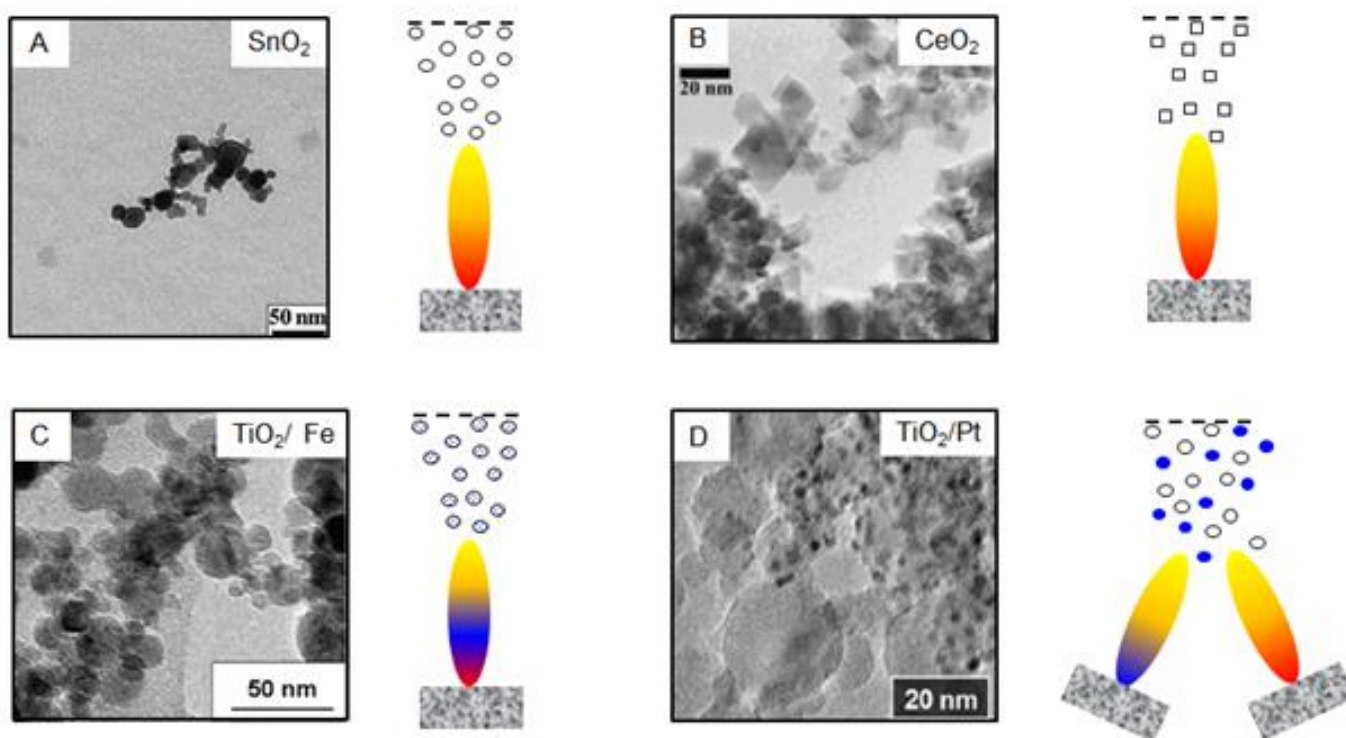 A
SnO₂
50 nm
B
CeO₂
20 nm
C
TiO₂/ Fe
50 nm
D
TiO₂/Pt
20 nm